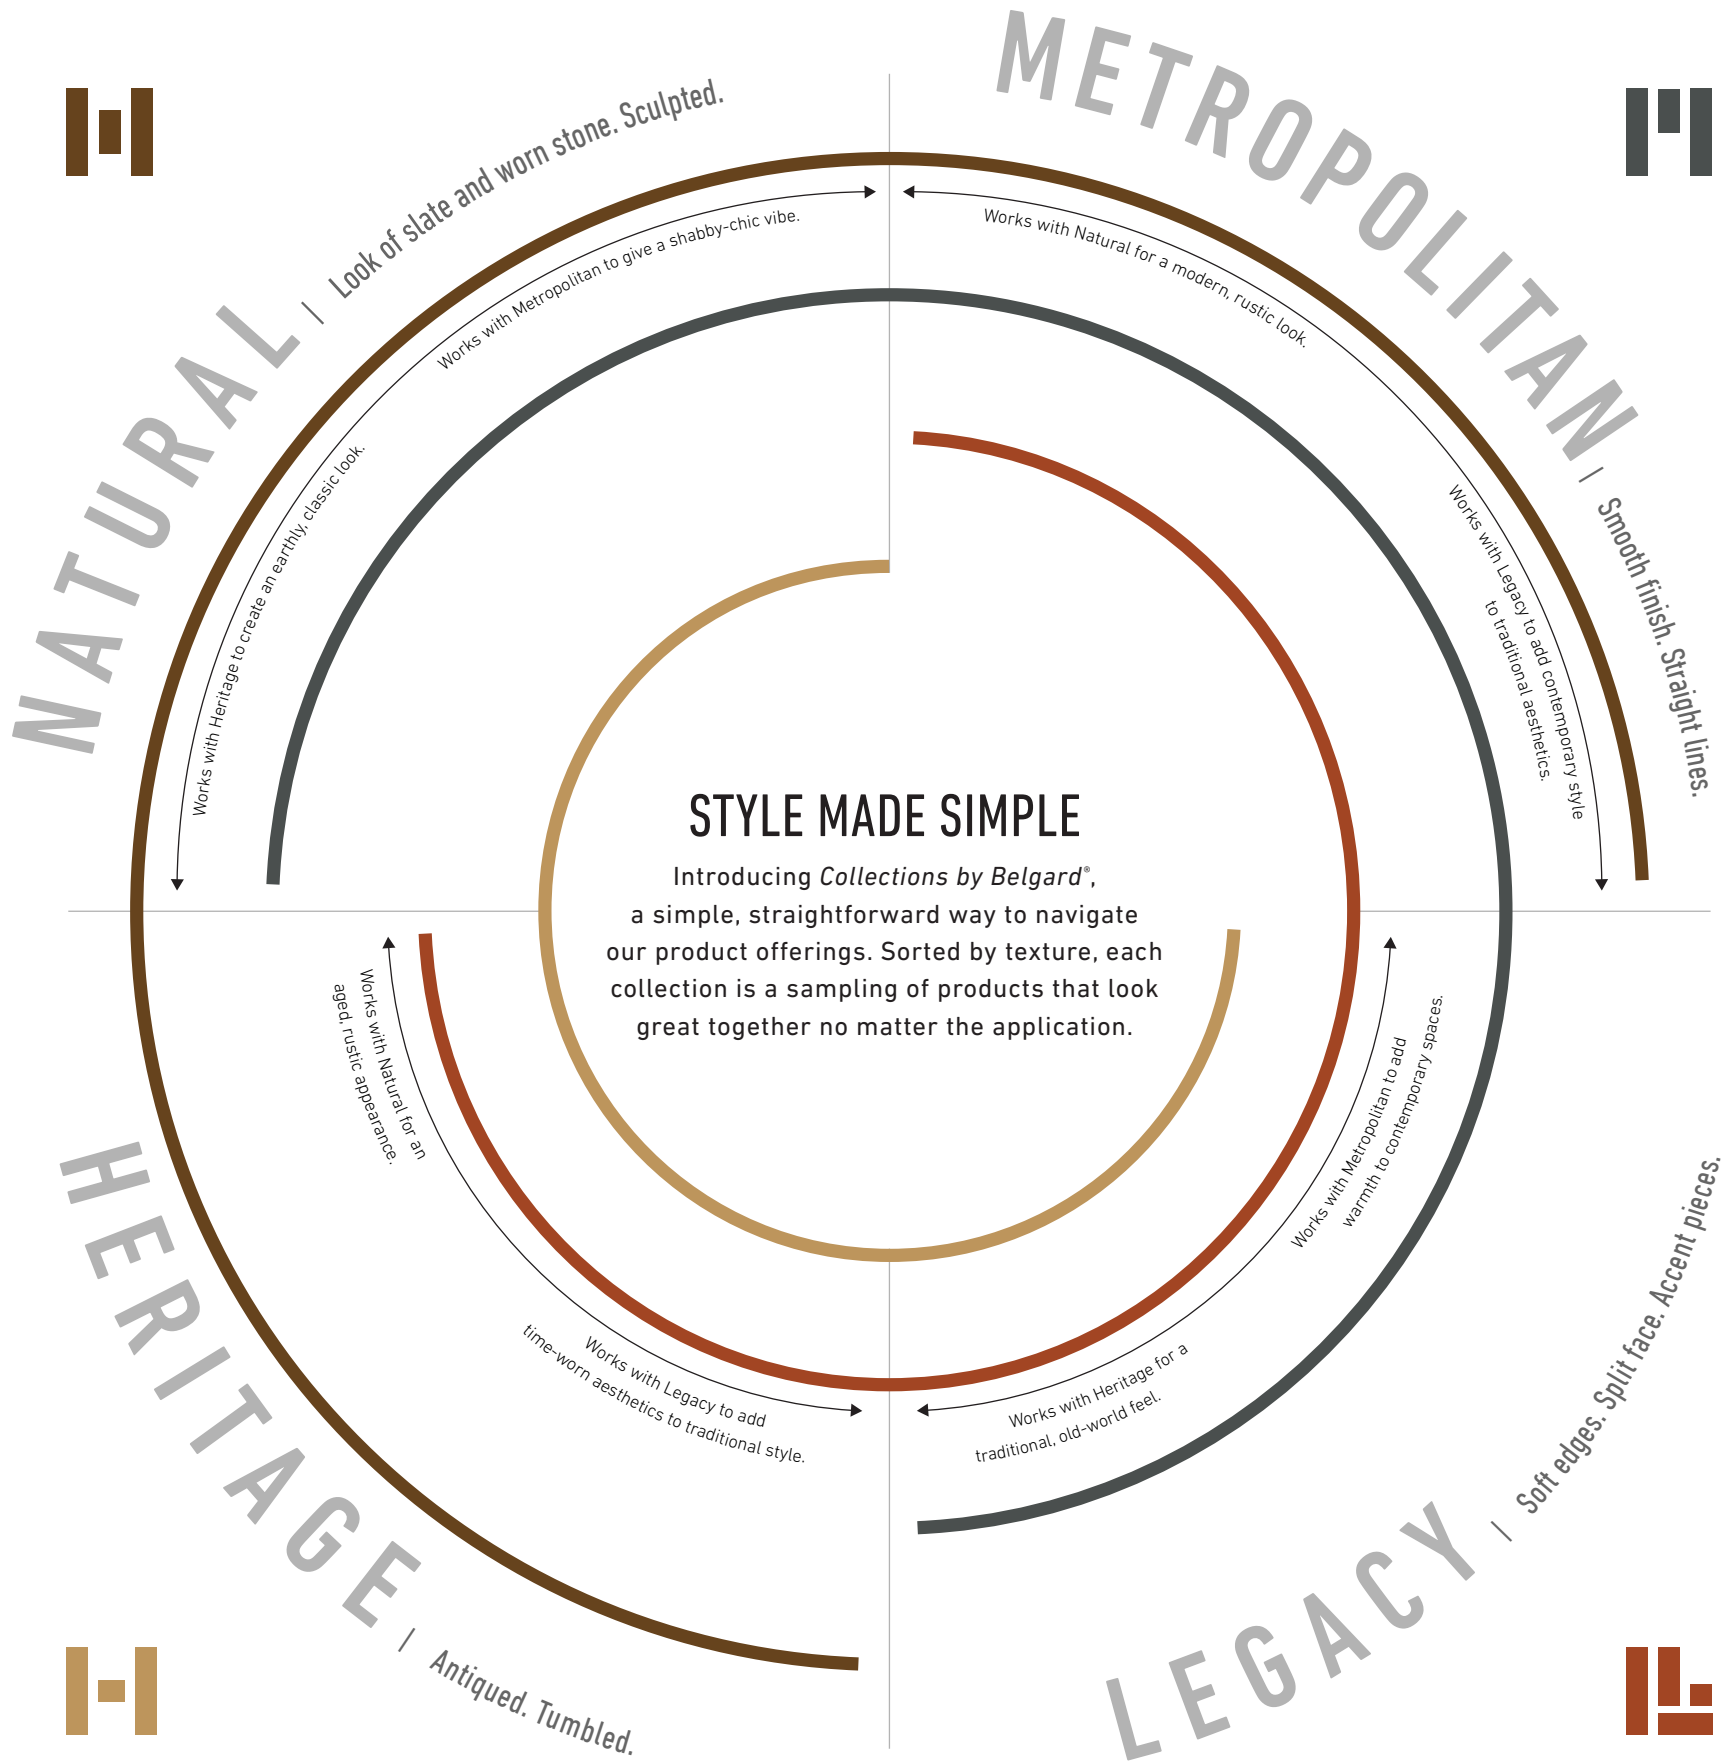 NATURAL | Look of slate and worn stone. Sculpted.
Works with Heritage to create an earthly, classic look.
Works with Metropolitan to give a shabby-chic vibe.
METROPOLITAN | Smooth finish. Straight lines.
Works with Natural for a modern, rustic look.
Works with Legacy to add contemporary style
to traditional aesthetics.
STYLE MADE SIMPLE
Introducing Collections by Belgard®,
a simple, straightforward way to navigate
our product offerings. Sorted by texture, each
collection is a sampling of products that look
great together no matter the application.
HERITAGE | Antiqued. Tumbled.
Works with Natural for an
aged, rustic appearance.
Works with Legacy to add
time-worn aesthetics to traditional style.
LEGACY | Soft edges. Split face. Accent pieces.
Works with Heritage for a
traditional, old-world feel.
Works with Metropolitan to add
warmth to contemporary spaces.